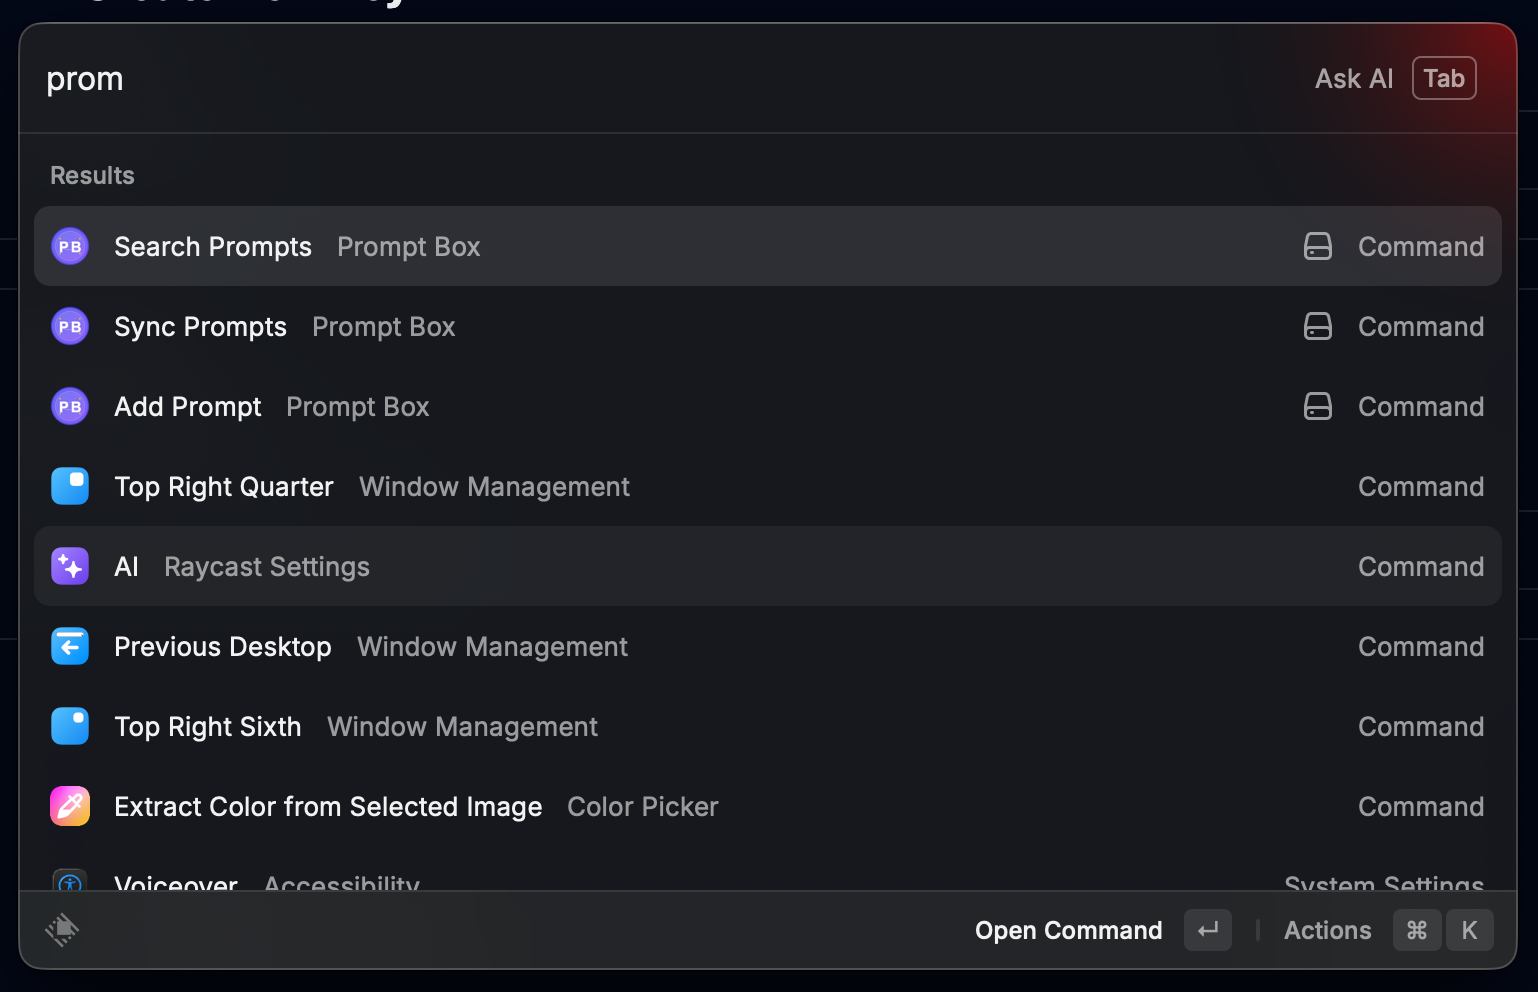 prom Ask AI Tab
Results
PB Search Prompts Prompt Box Command
PB Sync Prompts Prompt Box Command
PB Add Prompt Prompt Box Command
Top Right Quarter Window Management Command
AI Raycast Settings Command
Previous Desktop Window Management Command
Top Right Sixth Window Management Command
Extract Color from Selected Image Color Picker Command
Voiceover Accessibility System Settings
Open Command ↵ | Actions ⌘ K